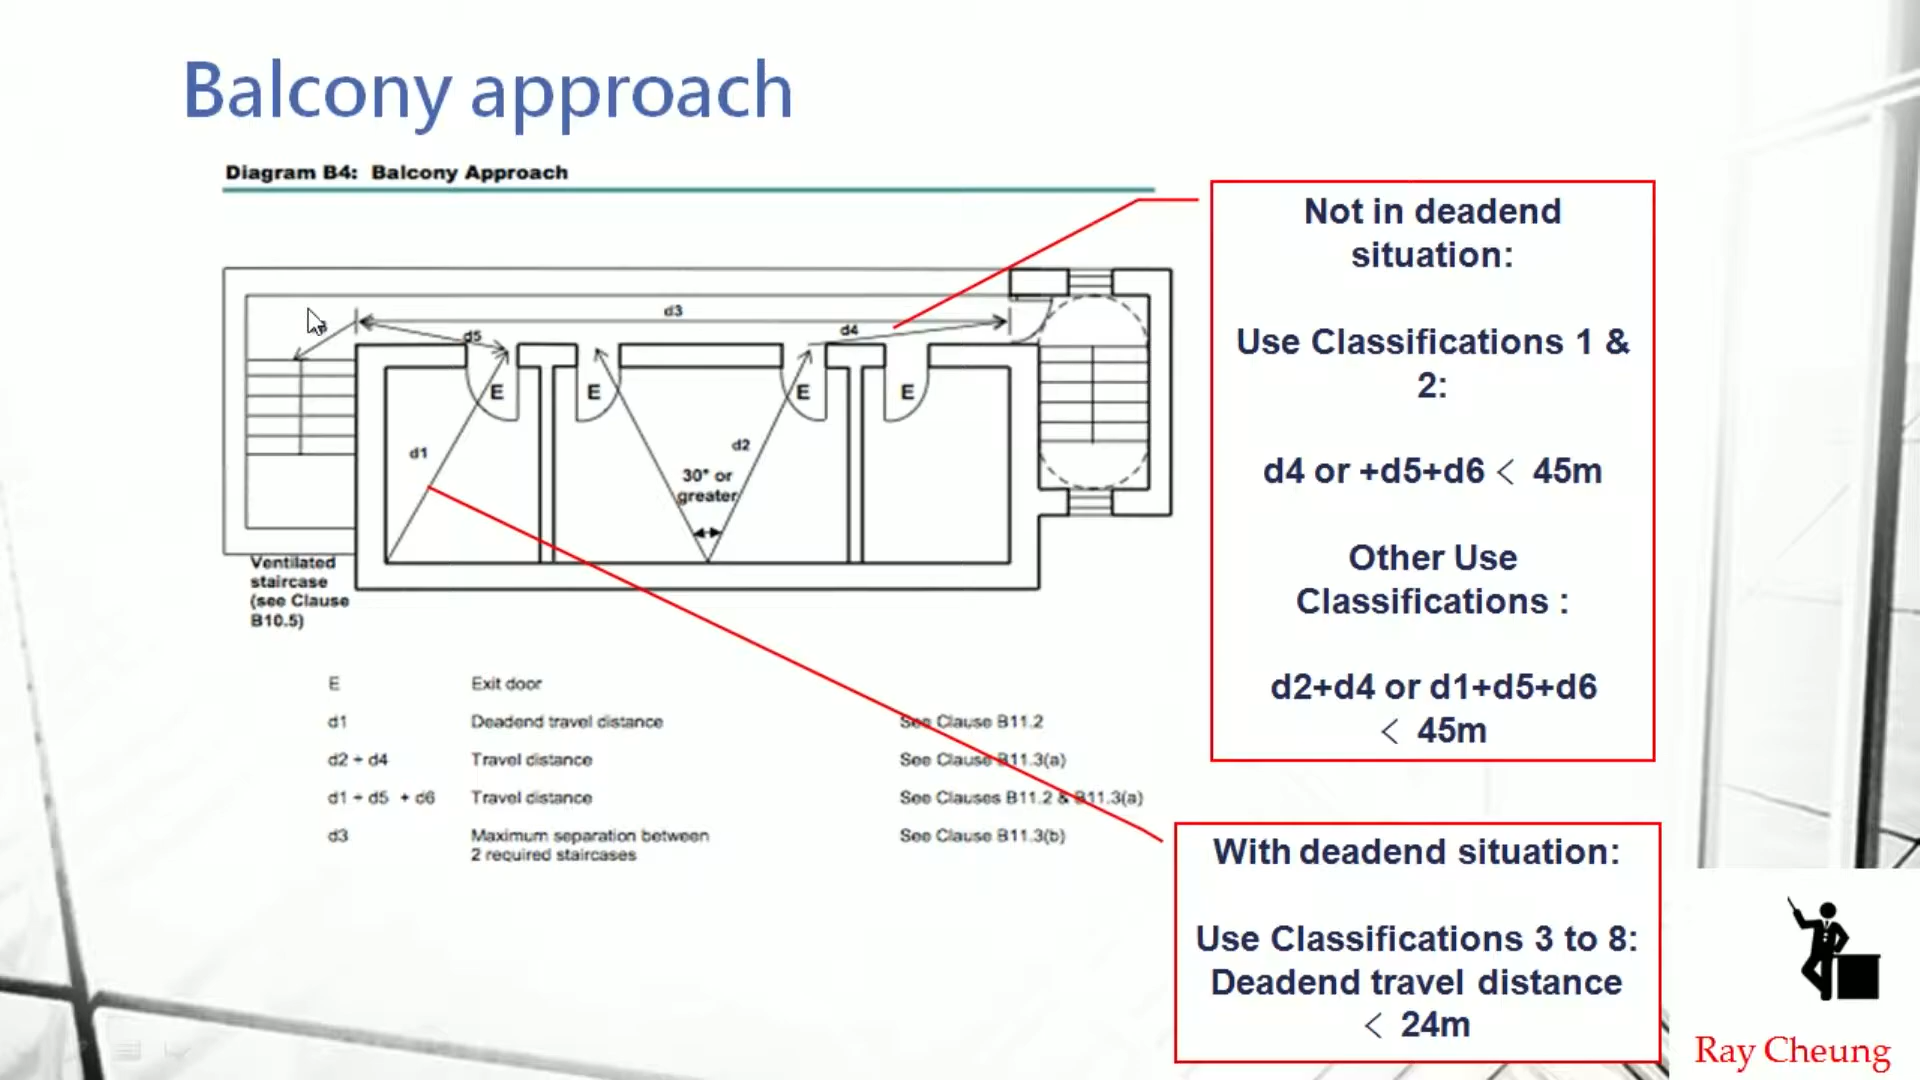 Balcony approach
Diagram B4: Balcony Approach
d3
d5
d4
E
E
E
E
d1
d2
30° or
greater
Ventilated
staircase
(see Clause
B10.5)
E Exit door
d1 Deadend travel distance See Clause B11.2
d2 + d4 Travel distance See Clause B11.3(a)
d1 + d5 + d6 Travel distance See Clauses B11.2 & B11.3(a)
d3 Maximum separation between See Clause B11.3(b)
2 required staircases
Not in deadend
situation:
Use Classifications 1 &
2:
d4 or +d5+d6 < 45m
Other Use
Classifications :
d2+d4 or d1+d5+d6
< 45m
With deadend situation:
Use Classifications 3 to 8:
Deadend travel distance
< 24m
Ray Cheung